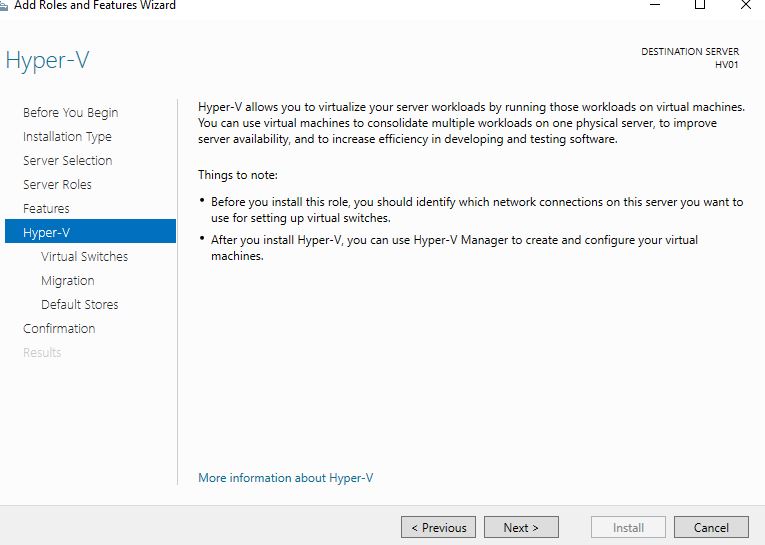 Add Roles and Features Wizard
Hyper-V
DESTINATION SERVER
HV01
Before You Begin
Installation Type
Server Selection
Server Roles
Features
Hyper-V
Virtual Switches
Migration
Default Stores
Confirmation
Results
Hyper-V allows you to virtualize your server workloads by running those workloads on virtual machines.
You can use virtual machines to consolidate multiple workloads on one physical server, to improve
server availability, and to increase efficiency in developing and testing software.
Things to note:
• Before you install this role, you should identify which network connections on this server you want to
use for setting up virtual switches.
• After you install Hyper-V, you can use Hyper-V Manager to create and configure your virtual
machines.
More information about Hyper-V
< Previous
Next >
Install
Cancel